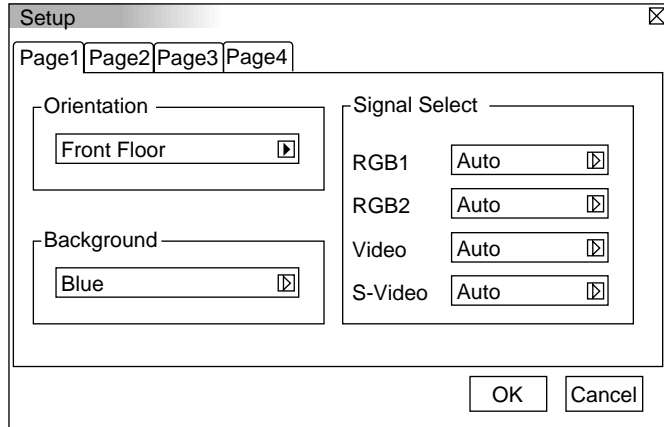 Setup
Page1 Page2 Page3 Page4
Orientation
Front Floor
Background
Blue
Signal Select
RGB1 Auto
RGB2 Auto
Video Auto
S-Video Auto
OK Cancel